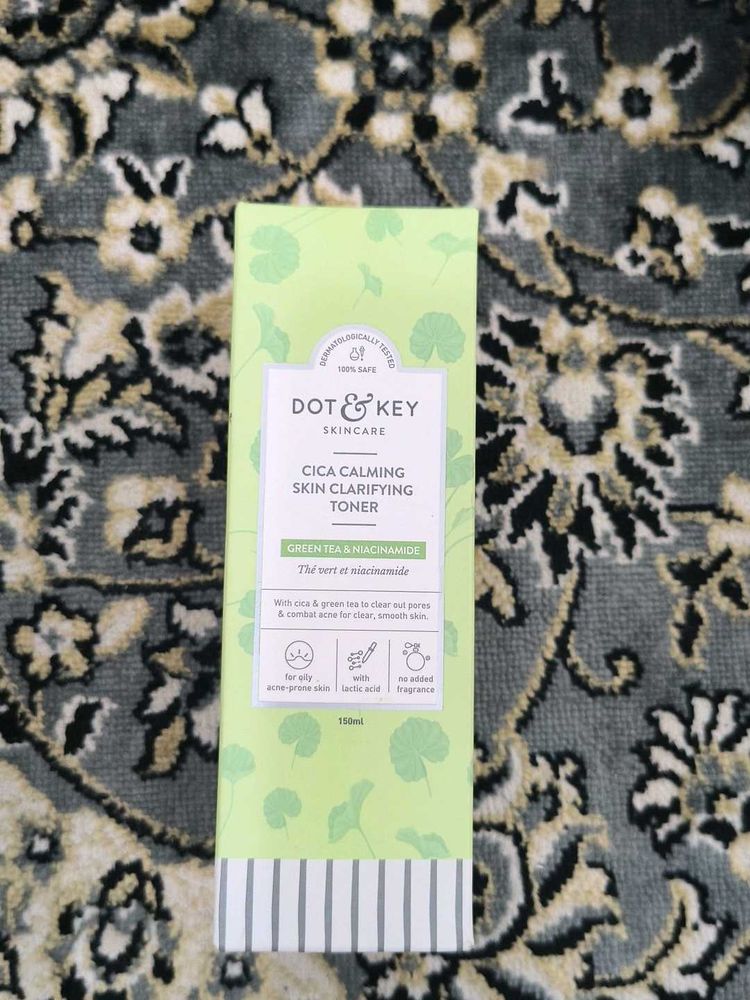 DERMATOLOGICALLY TESTED
100% SAFE
DOT & KEY
SKINCARE
CICA CALMING
SKIN CLARIFYING
TONER
GREEN TEA & NIACINAMIDE
Thé vert et niacinamide
With cica & green tea to clear out pores
& combat acne for clear, smooth skin.
for oily
acne-prone skin
with
lactic acid
no added
fragrance
150ml